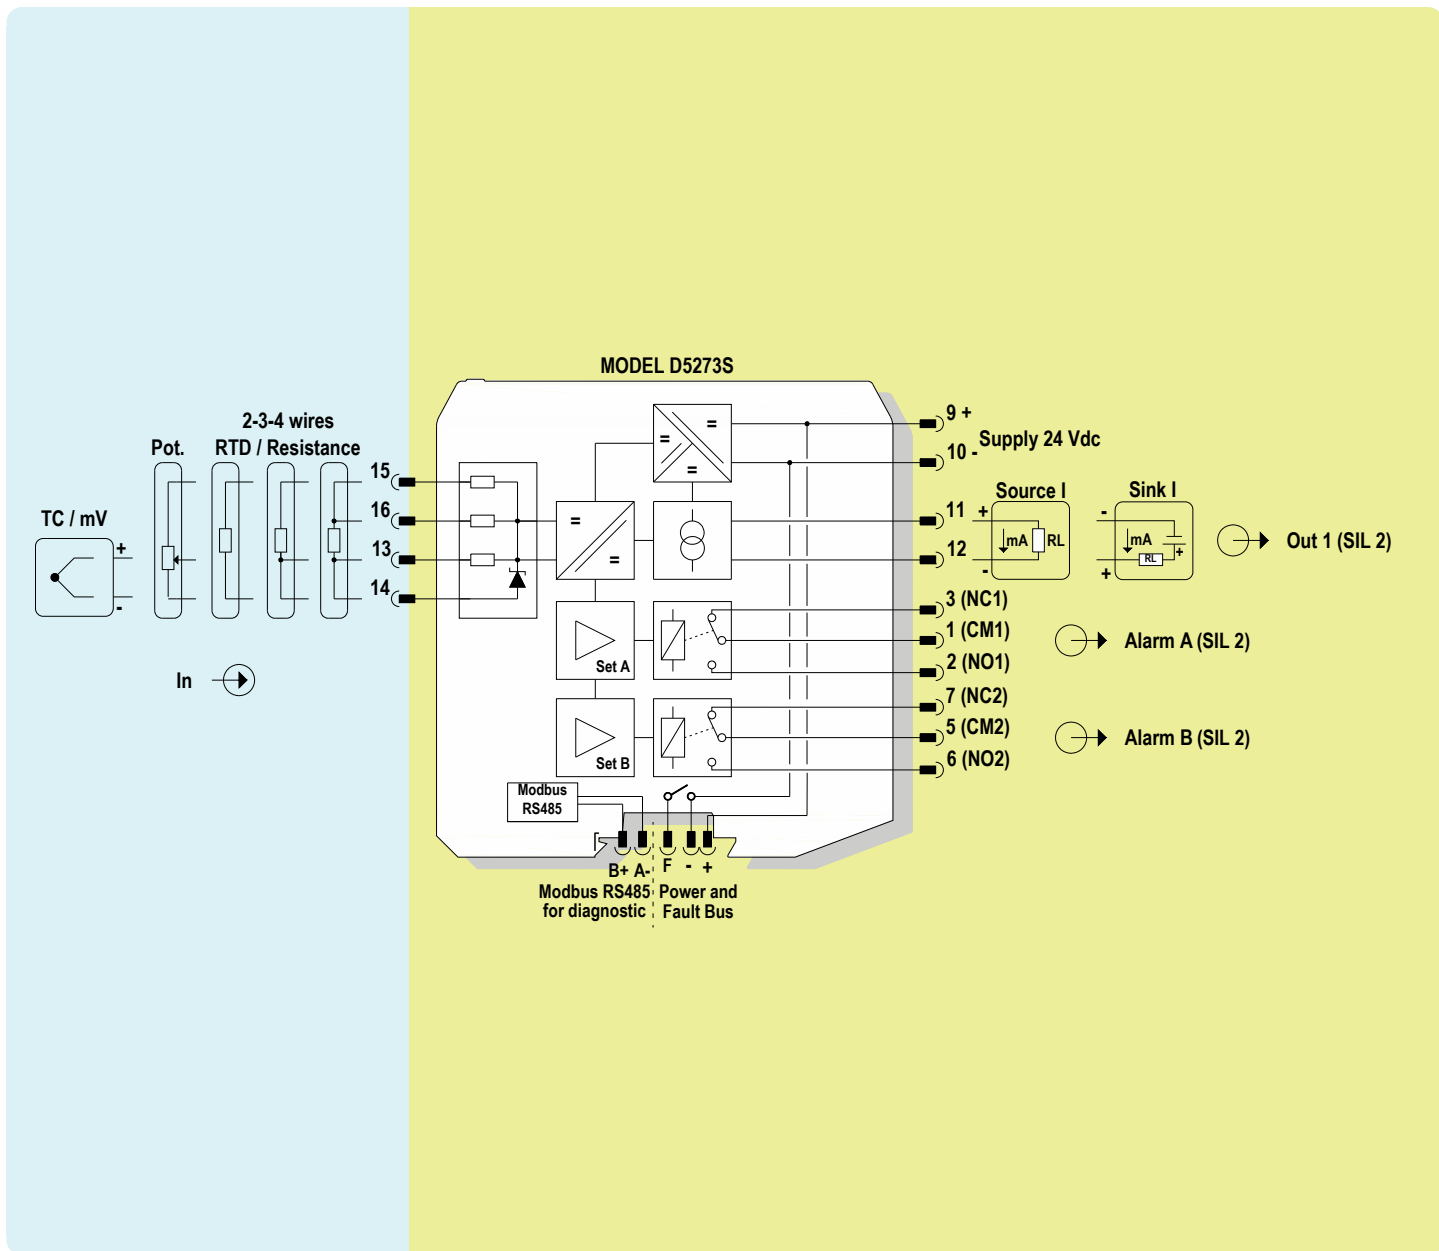 MODEL D5273S
2-3-4 wires
RTD / Resistance
Pot.
TC / mV
+
-
In
15
16
13
14
=
=
=
=
=
Set A
Set B
Modbus
RS485
9 +
10 -
Supply 24 Vdc
11
12
Source I
+
mA
RL
-
Sink I
-
mA
+
RL
+
Out 1 (SIL 2)
3 (NC1)
1 (CM1)
2 (NO1)
Alarm A (SIL 2)
7 (NC2)
5 (CM2)
6 (NO2)
Alarm B (SIL 2)
B+ A-
F - +
Modbus RS485
for diagnostic
Power and
Fault Bus